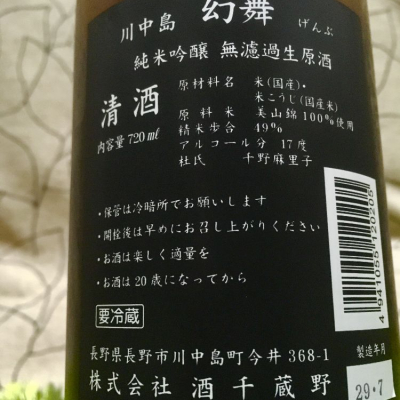 川中島 幻舞
げんぶ
純米吟醸 無濾過生原酒
清酒
内容量720ml
原材料名 米(国産)・
米こうじ(国産米)
原料米 美山錦100%使用
精米歩合 49%
アルコール分 17度
杜氏 千野麻里子
・保管は冷暗所でお願いします
・開栓後は早めにお召し上がりください
・お酒は楽しく適量を
・お酒は20歳になってから
要冷蔵
4941055120205
長野県長野市川中島町今井368-1
株式会社 酒千蔵野
製造年月
29・7